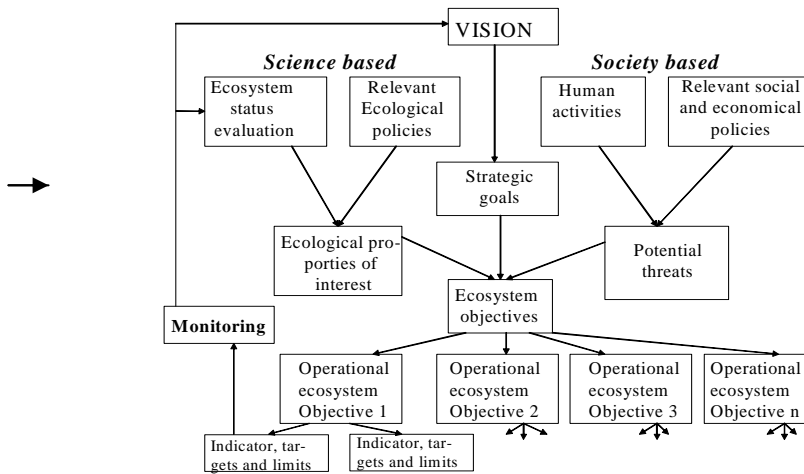 VISION
Science based
Society based
Ecosystem
status
evaluation
Relevant
Ecological
policies
Human
activities
Relevant social
and economical
policies
Strategic
goals
Ecological pro-
porties of
interest
Potential
threats
Ecosystem
objectives
Monitoring
Operational
ecosystem
Objective 1
Operational
ecosystem
Objective 2
Operational
ecosystem
Objective 3
Operational
ecosystem
Objective n
Indicator, tar-
gets and limits
Indicator, tar-
gets and limits